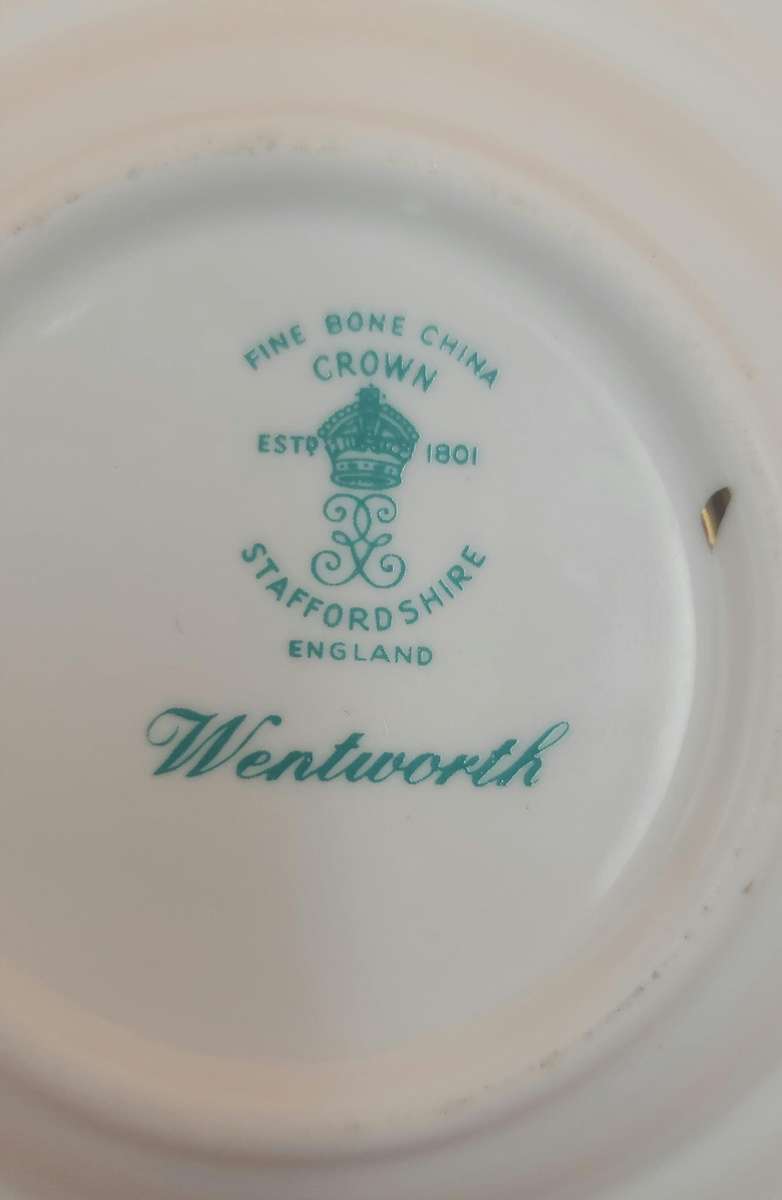 FINE BONE CHINA
CROWN
ESTD 1801
STAFFORDSHIRE
ENGLAND
Wentworth